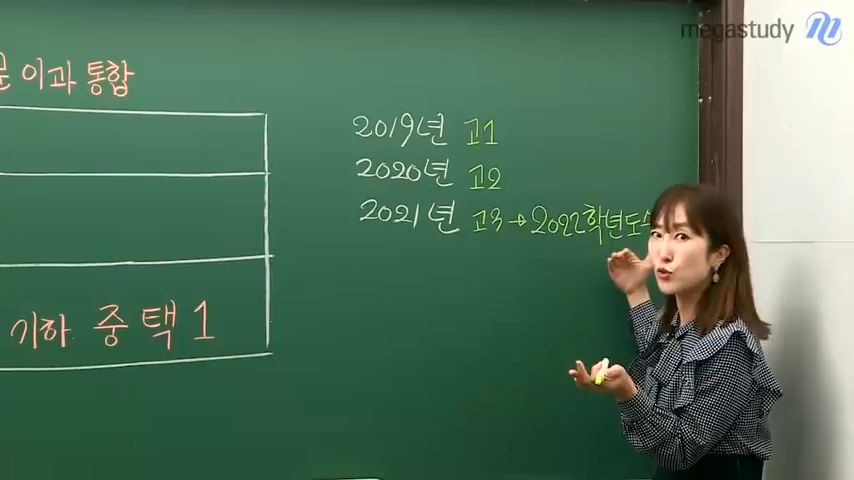 megastudy
문 이과 통합
2019년 고1
2020년 고2
2021년 고3→2022학년도수
기하 중 택 1